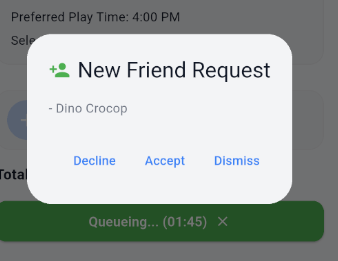 Preferred Play Time: 4:00 PM
Sele
New Friend Request
- Dino Crocop
Decline Accept Dismiss
Total
Queueing... (01:45) ×